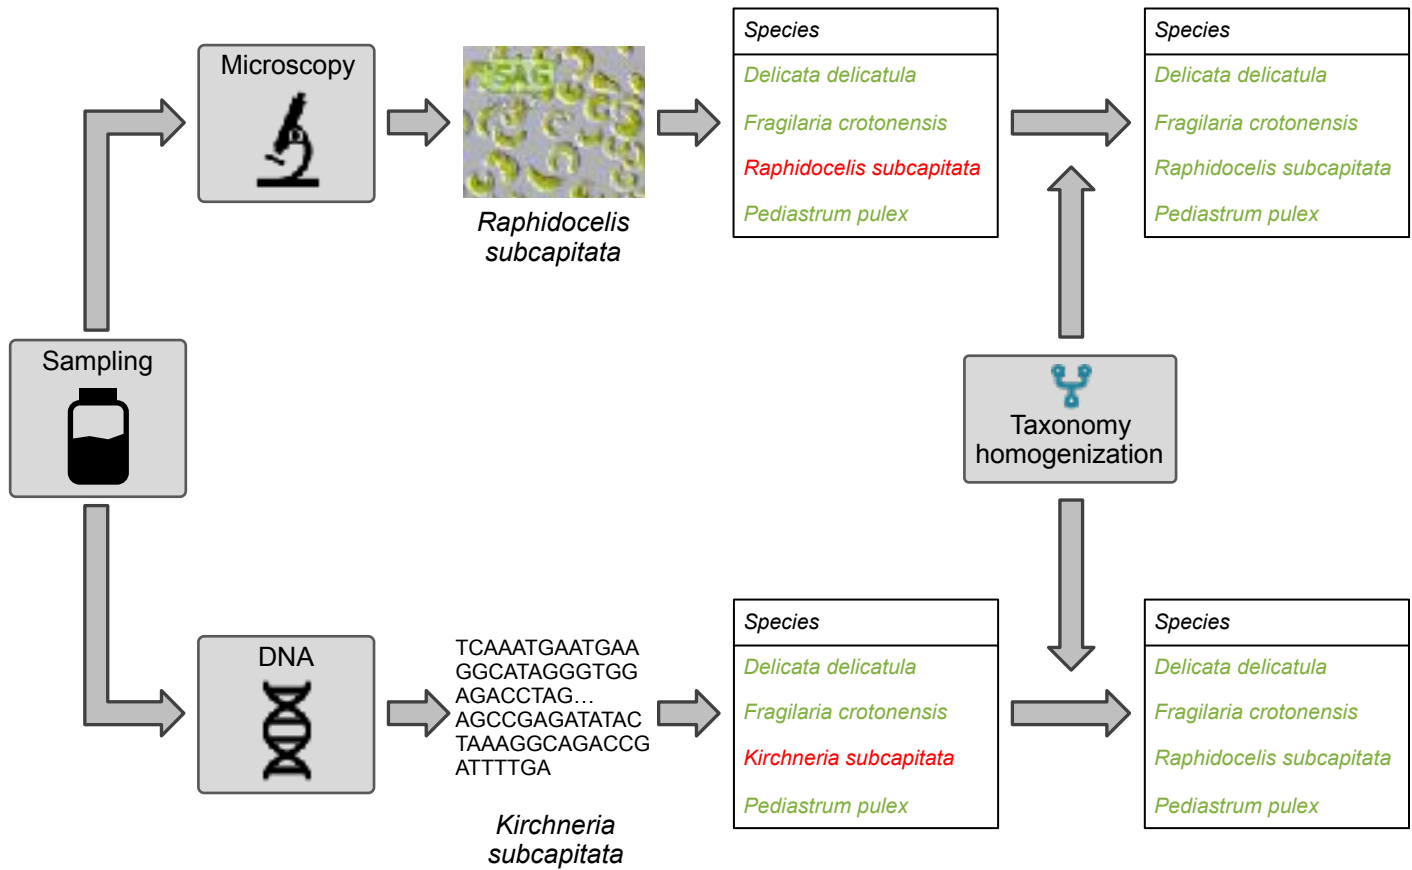 Microscopy
SAG
Raphidocelis
subcapitata
Species
Delicata delicatula
Fragilaria crotonensis
Raphidocelis subcapitata
Pediastrum pulex
Species
Delicata delicatula
Fragilaria crotonensis
Raphidocelis subcapitata
Pediastrum pulex
Sampling
Taxonomy
homogenization
DNA
TCAAATGAATGAA
GGCATAGGGTGG
AGACCTAG…
AGCCGAGATATAC
TAAAGGCAGACCG
ATTTTGA
Kirchneria
subcapitata
Species
Delicata delicatula
Fragilaria crotonensis
Kirchneria subcapitata
Pediastrum pulex
Species
Delicata delicatula
Fragilaria crotonensis
Raphidocelis subcapitata
Pediastrum pulex